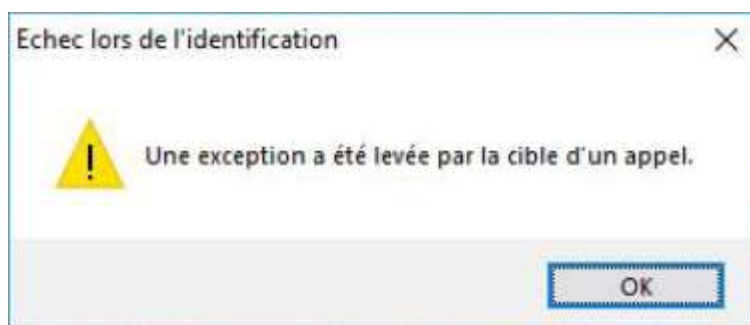 Echec lors de l'identification
Une exception a été levée par la cible d'un appel.
OK